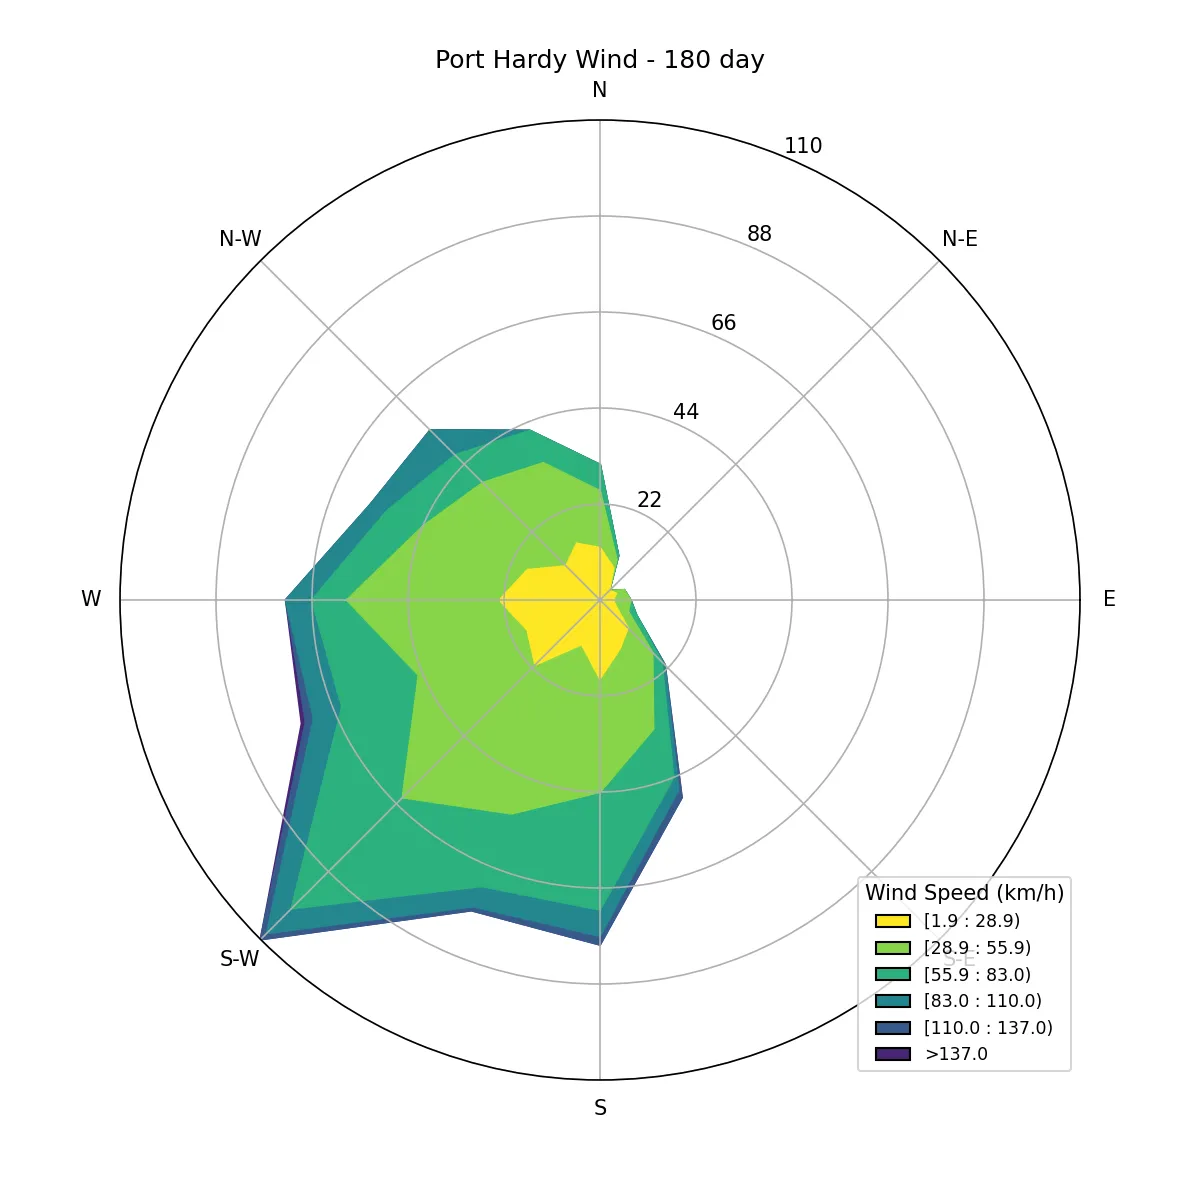 Port Hardy Wind - 180 day
N
110
88
N-W
N-E
66
44
22
W
E
Wind Speed (km/h)
[1.9 : 28.9)
[28.9 : 55.9)
S-W
S-E
[55.9 : 83.0)
[83.0 : 110.0)
[110.0 : 137.0)
>137.0
S